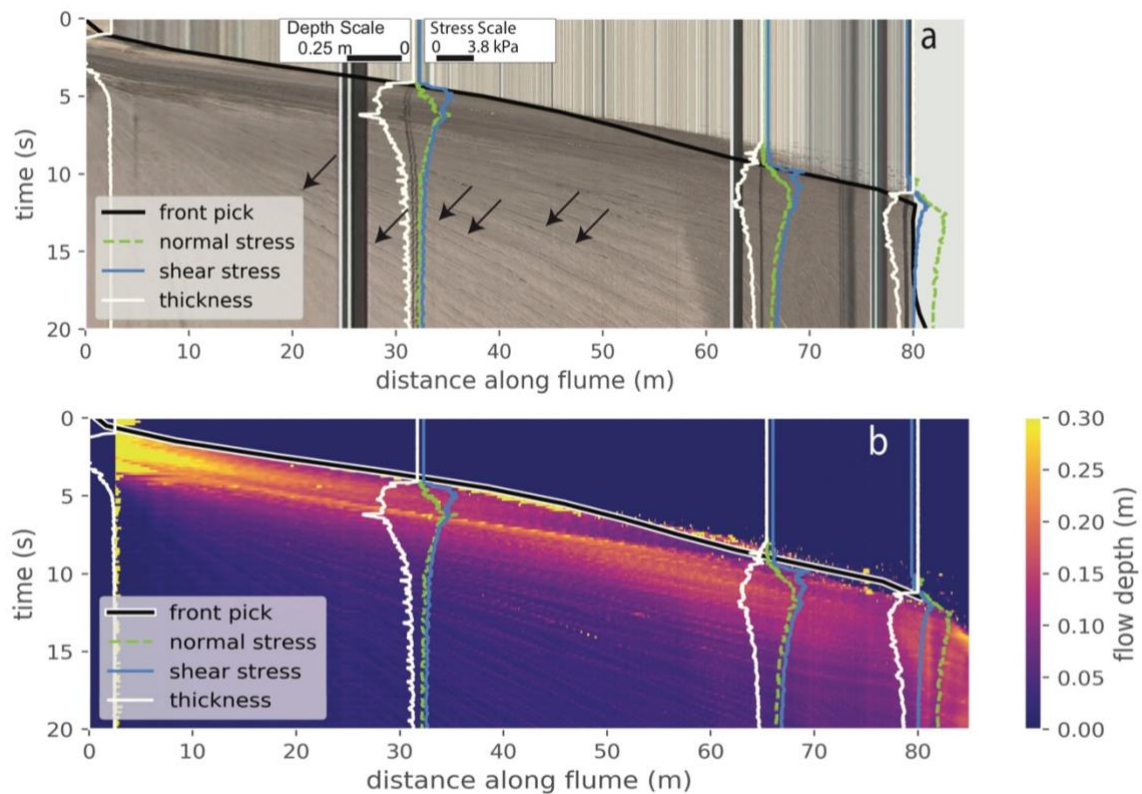 0
Depth Scale
0.25 m 0
Stress Scale
0 3.8 kPa
a
5
10
15
20
time (s)
front pick
normal stress
shear stress
thickness
0 10 20 30 40 50 60 70 80
distance along flume (m)
0
b
5
10
15
20
time (s)
front pick
normal stress
shear stress
thickness
0 10 20 30 40 50 60 70 80
distance along flume (m)
0.30
0.25
0.20
0.15
0.10
0.05
0.00
flow depth (m)